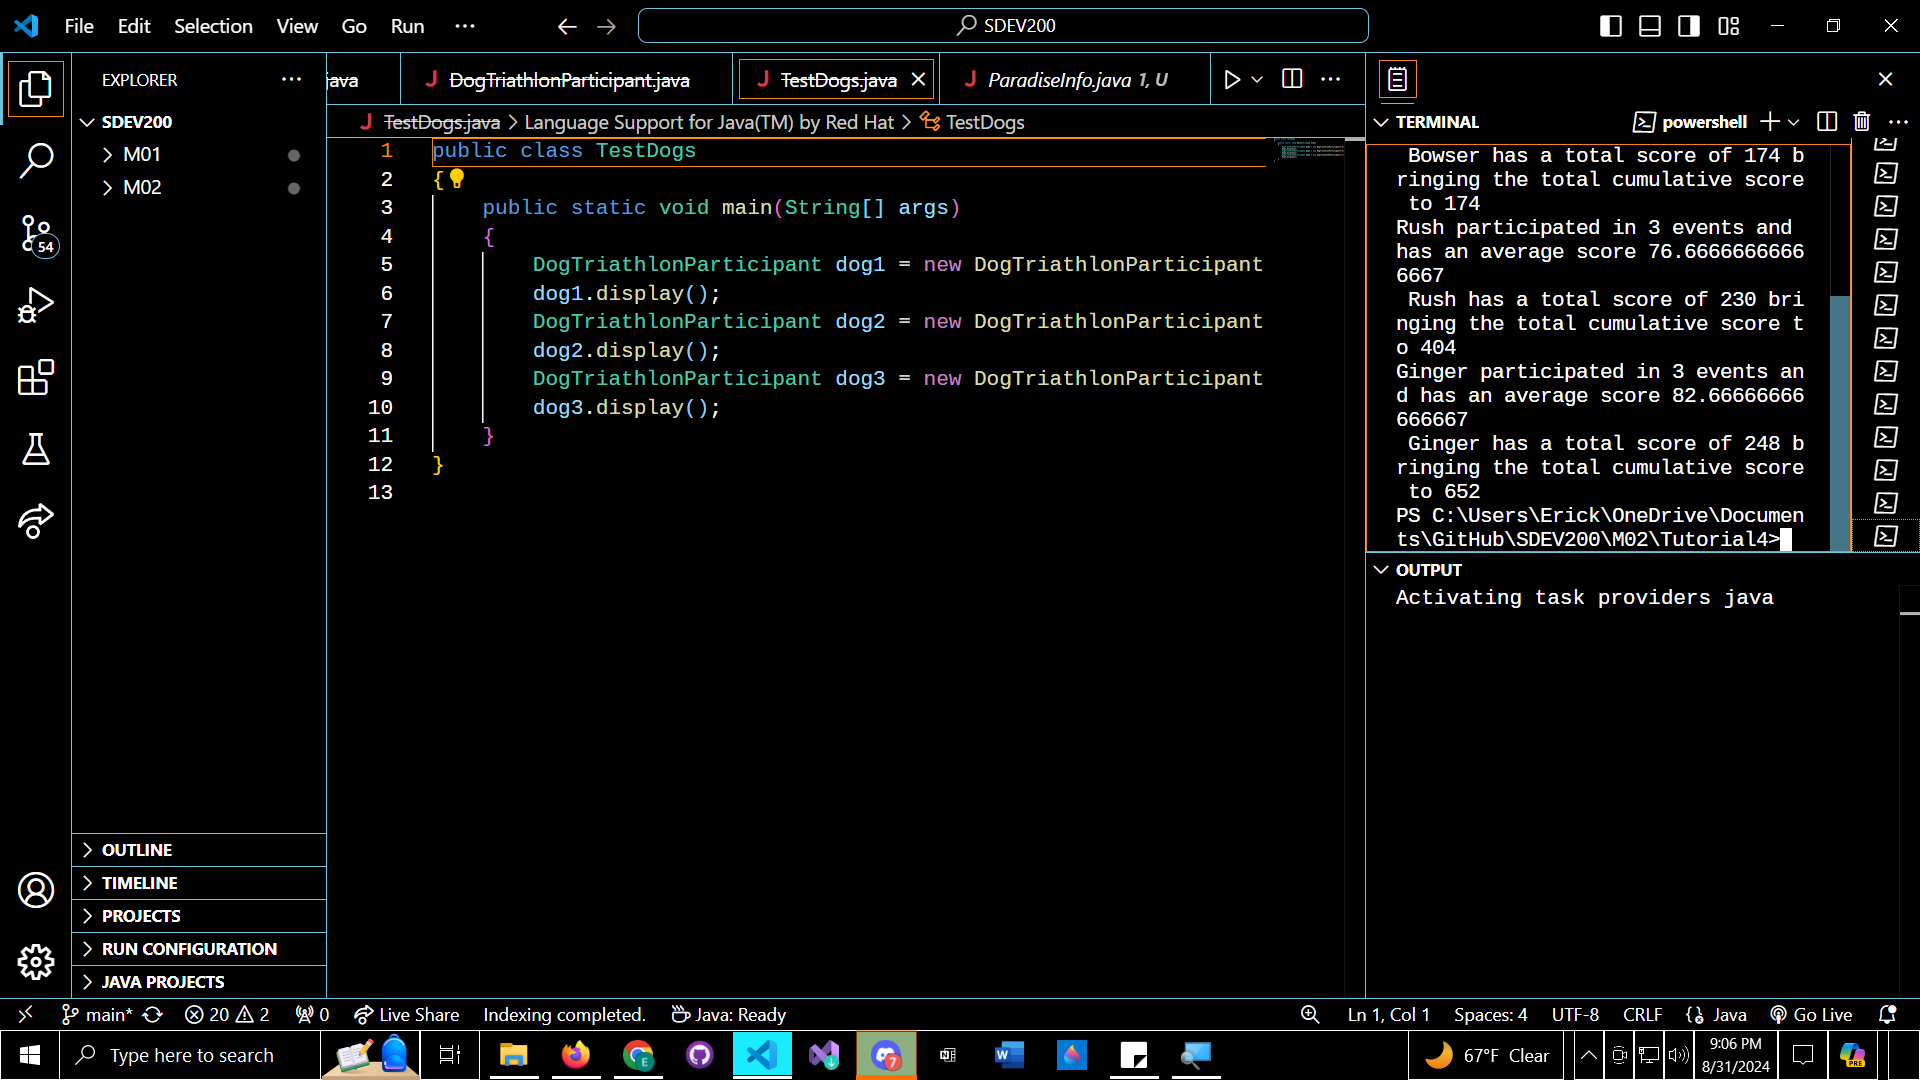 File Edit Selection View Go Run ···
SDEV200
EXPLORER
SDEV200
M01
M02
54
OUTLINE
TIMELINE
PROJECTS
RUN CONFIGURATION
JAVA PROJECTS
java
DogTriathlonParticipant.java
TestDogs.java
ParadiseInfo.java 1, U
TestDogs.java > Language Support for Java(TM) by Red Hat > TestDogs
1 public class TestDogs
2 {
3 public static void main(String[] args)
4 {
5 DogTriathlonParticipant dog1 = new DogTriathlonParticipant
6 dog1.display();
7 DogTriathlonParticipant dog2 = new DogTriathlonParticipant
8 dog2.display();
9 DogTriathlonParticipant dog3 = new DogTriathlonParticipant
10 dog3.display();
11 }
12 }
13
TERMINAL
powershell
Bowser has a total score of 174 b
ringing the total cumulative score
to 174
Rush participated in 3 events and
has an average score 76.6666666666
6667
Rush has a total score of 230 bri
nging the total cumulative score t
o 404
Ginger participated in 3 events an
d has an average score 82.66666666
666667
Ginger has a total score of 248 b
ringing the total cumulative score
to 652
PS C:\Users\Erick\OneDrive\Documen
ts\GitHub\SDEV200\M02\Tutorial4>
OUTPUT
Activating task providers java
main* 20 2 0 Live Share Indexing completed. Java: Ready
Ln 1, Col 1 Spaces: 4 UTF-8 CRLF {} Java Go Live
Type here to search
E
7
67°F Clear
9:06 PM
8/31/2024
PRE